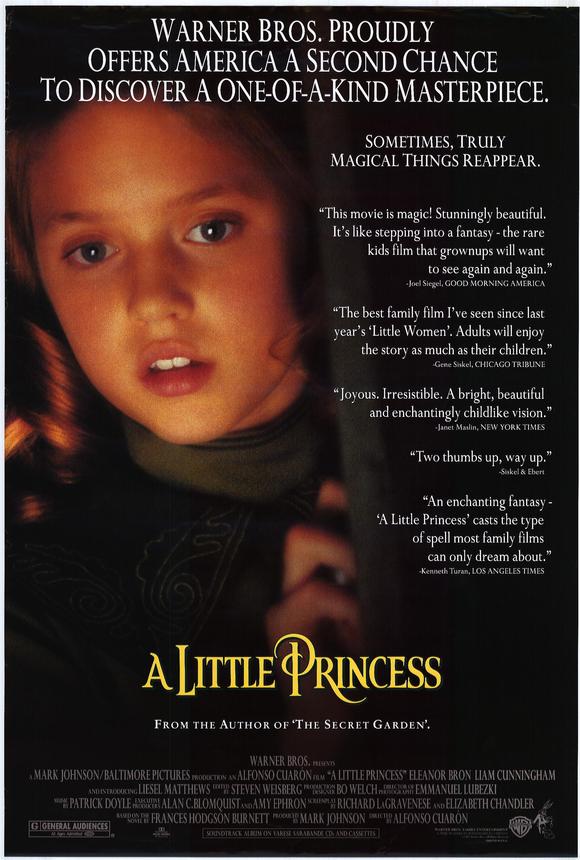 WARNER BROS. PROUDLY
OFFERS AMERICA A SECOND CHANCE
TO DISCOVER A ONE-OF-A-KIND MASTERPIECE.
SOMETIMES, TRULY
MAGICAL THINGS REAPPEAR.
“This movie is magic! Stunningly beautiful.
It's like stepping into a fantasy - the rare
kids film that grownups will want
to see again and again.”
-Joel Siegel, GOOD MORNING AMERICA
“The best family film I've seen since last
year's ‘Little Women’. Adults will enjoy
the story as much as their children.”
-Gene Siskel, CHICAGO TRIBUNE
“Joyous. Irresistible. A bright, beautiful
and enchantingly childlike vision.”
-Janet Maslin, NEW YORK TIMES
“Two thumbs up, way up.”
-Siskel & Ebert
“An enchanting fantasy -
‘A Little Princess’ casts the type
of spell most family films
can only dream about.”
-Kenneth Turan, LOS ANGELES TIMES
A LITTLE PRINCESS
FROM THE AUTHOR OF ‘THE SECRET GARDEN’.
WARNER BROS. PRESENTS
A MARK JOHNSON/BALTIMORE PICTURES PRODUCTION AN ALFONSO CUARÓN FILM “A LITTLE PRINCESS” ELEANOR BRON LIAM CUNNINGHAM
AND INTRODUCING LIESEL MATTHEWS EDITED BY STEVEN WEISBERG PRODUCTION DESIGNER BO WELCH DIRECTOR OF PHOTOGRAPHY EMMANUEL LUBEZKI
MUSIC BY PATRICK DOYLE EXECUTIVE PRODUCERS ALAN C. BLOMQUIST AND AMY EPHRON SCREENPLAY BY RICHARD LAGRAVENESE AND ELIZABETH CHANDLER
BASED ON THE NOVEL BY FRANCES HODGSON BURNETT PRODUCED BY MARK JOHNSON DIRECTED BY ALFONSO CUARÓN
G GENERAL AUDIENCES
All Ages Admitted
SOUNDTRACK ALBUM ON VARESE SARABANDE CD'S AND CASSETTES
WARNER BROS. FAMILY ENTERTAINMENT